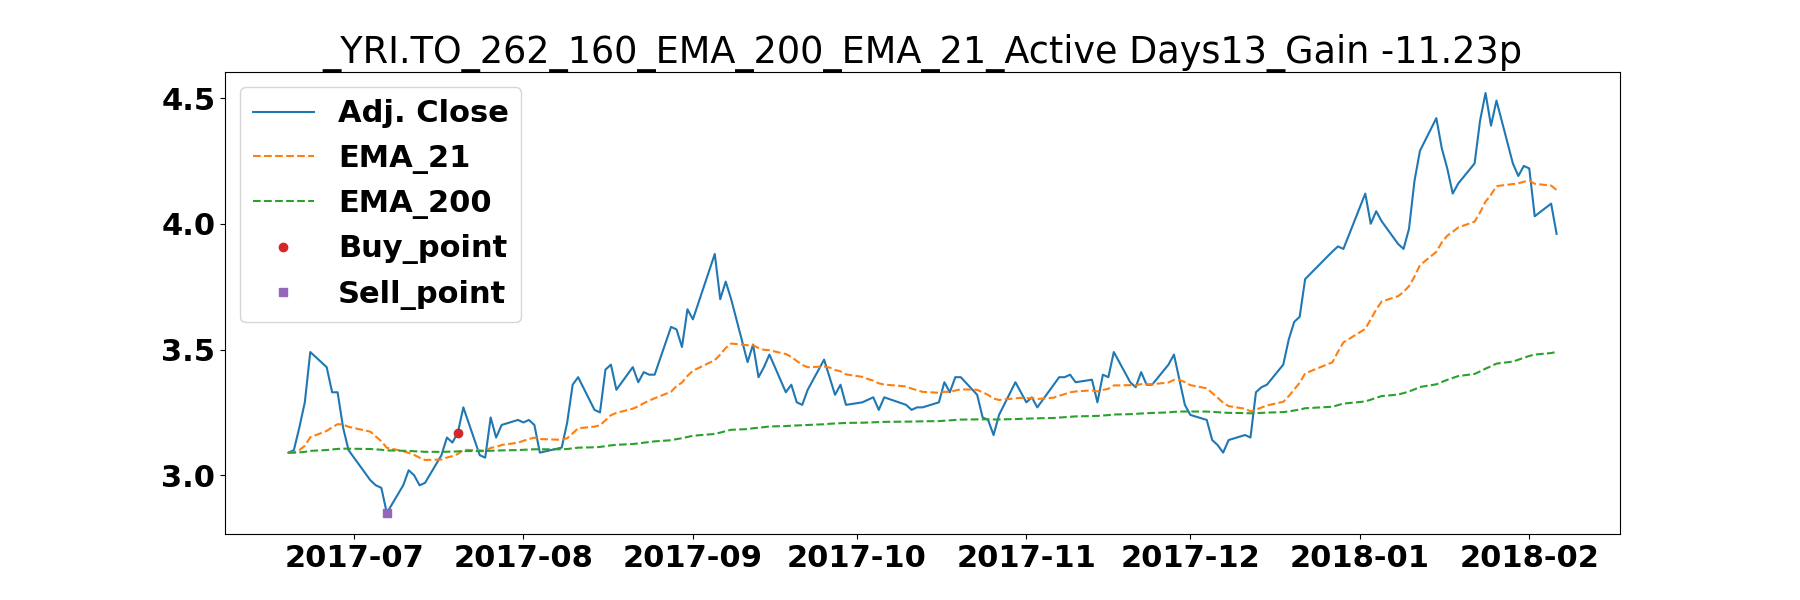 _YRI.TO_262_160_EMA_200_EMA_21_Active Days13_Gain -11.23p
Adj. Close
EMA_21
EMA_200
Buy_point
Sell_point
4.5
4.0
3.5
3.0
2017-07 2017-08 2017-09 2017-10 2017-11 2017-12 2018-01 2018-02